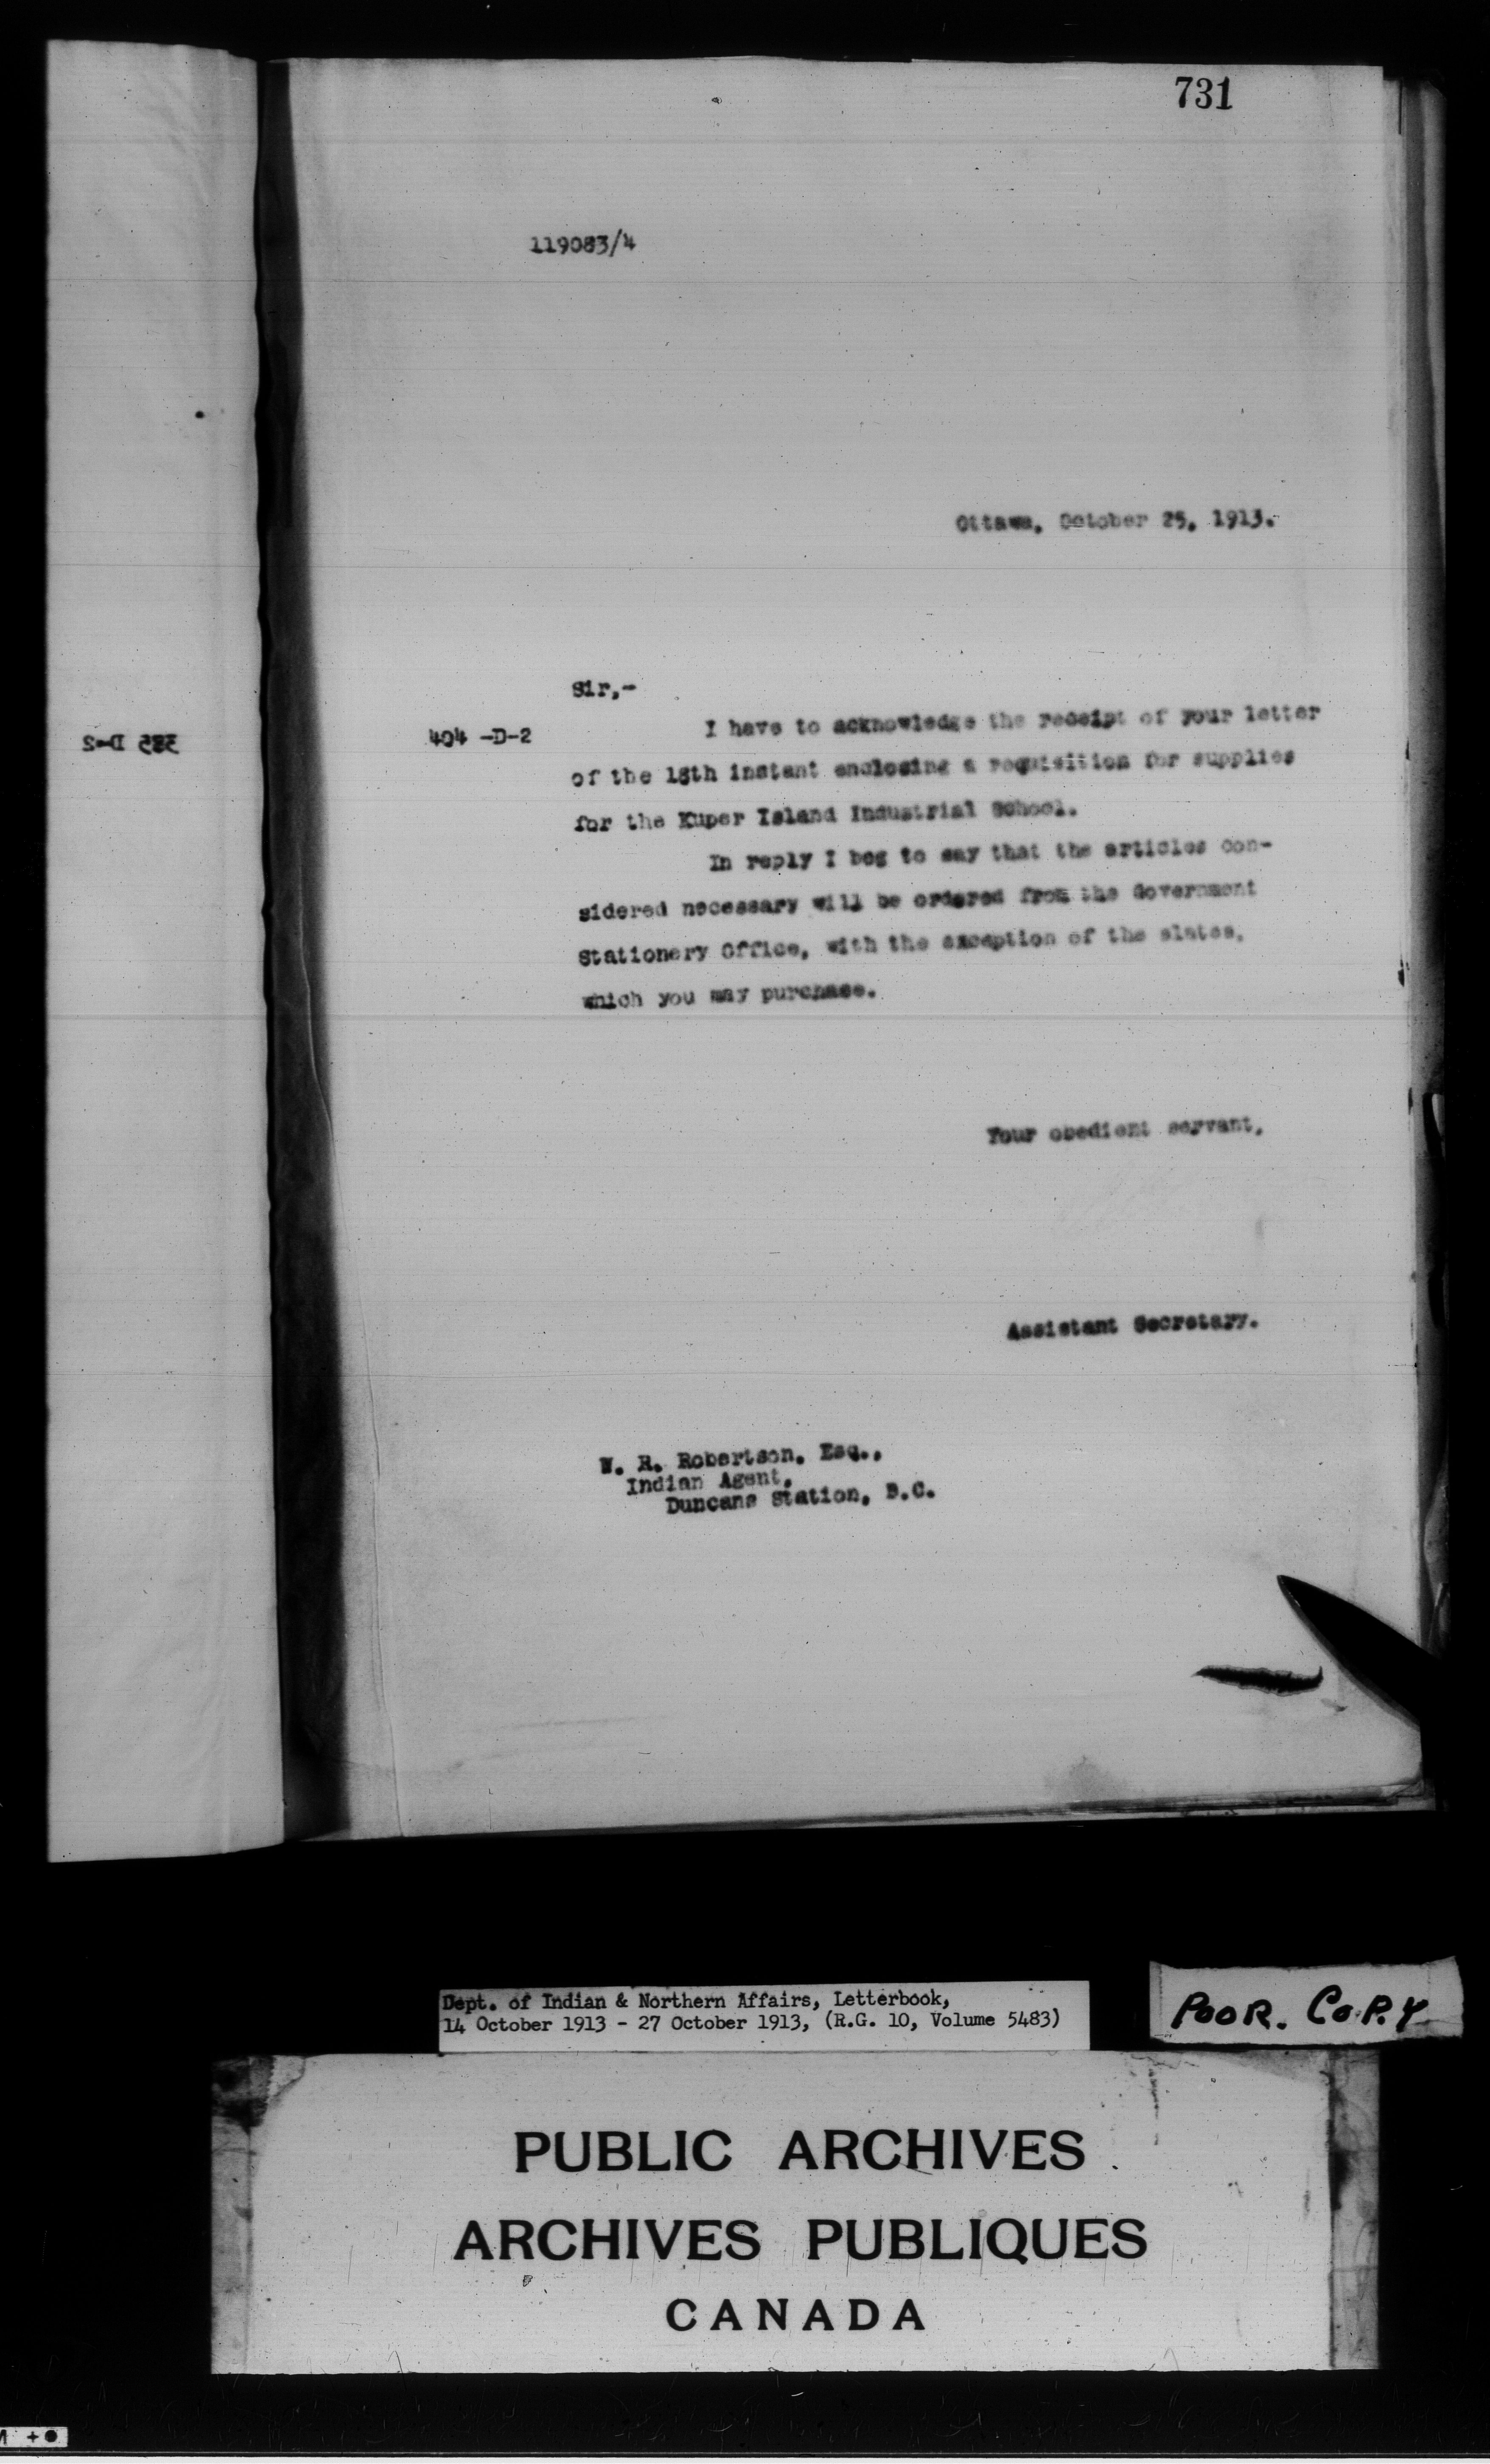 731
119083/4
Ottawa, October 25, 1913.
Sir,-
404 -D-2
I have to acknowledge the receipt of your letter
of the 18th instant enclosing a requisition for supplies
for the Kuper Island Industrial School.
In reply I beg to say that the articles con-
sidered necessary will be ordered from the Government
Stationery Office, with the exception of the slates,
which you may purchase.
Your obedient servant,
Assistant Secretary.
W. R. Robertson, Esq.,
Indian Agent,
Duncans Station, B.C.
Dept. of Indian & Northern Affairs, Letterbook,
14 October 1913 - 27 October 1913, (R.G. 10, Volume 5483)
POOR. COPY
PUBLIC ARCHIVES
ARCHIVES PUBLIQUES
CANADA